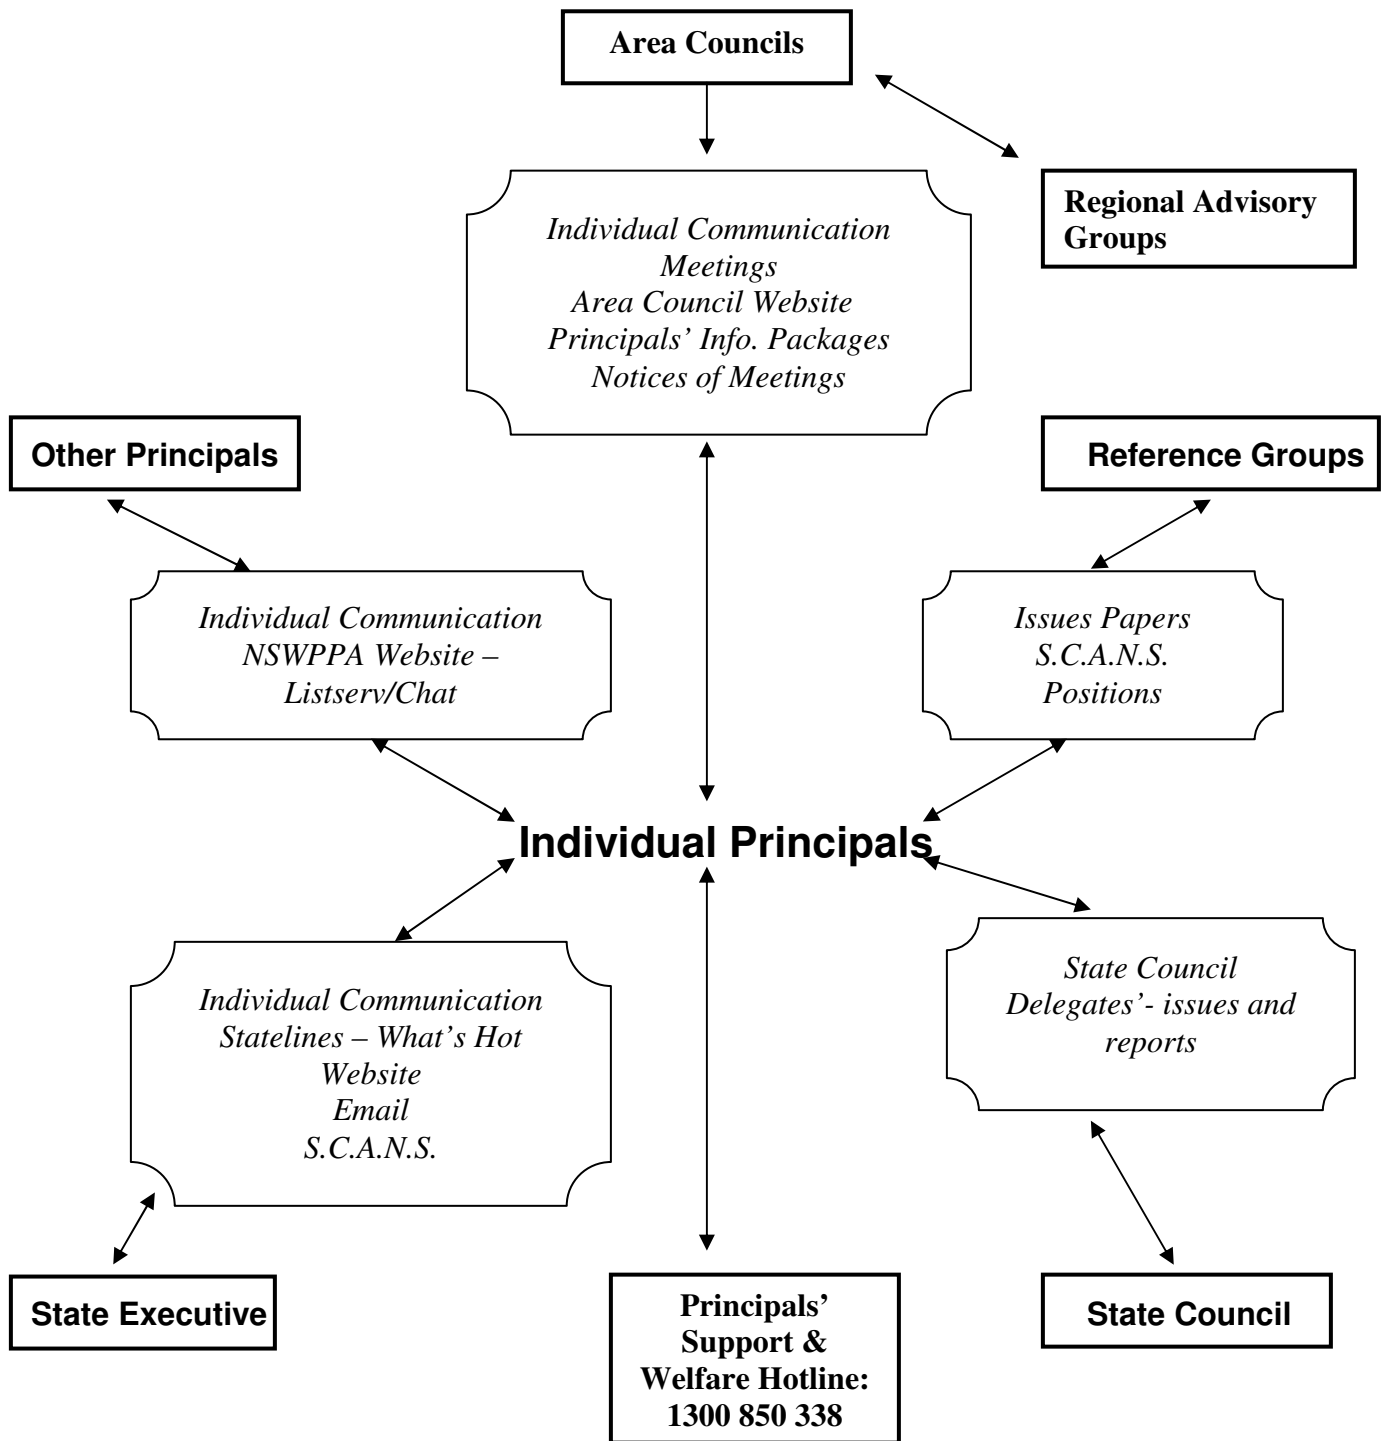 Area Councils
Regional Advisory
Groups
Individual Communication
Meetings
Area Council Website
Principals’ Info. Packages
Notices of Meetings
Other Principals
Reference Groups
Individual Communication
NSWPPA Website –
Listserv/Chat
Issues Papers
S.C.A.N.S.
Positions
Individual Principals
Individual Communication
Statelines – What’s Hot
Website
Email
S.C.A.N.S.
State Council
Delegates’- issues and
reports
State Executive
Principals’
Support &
Welfare Hotline:
1300 850 338
State Council